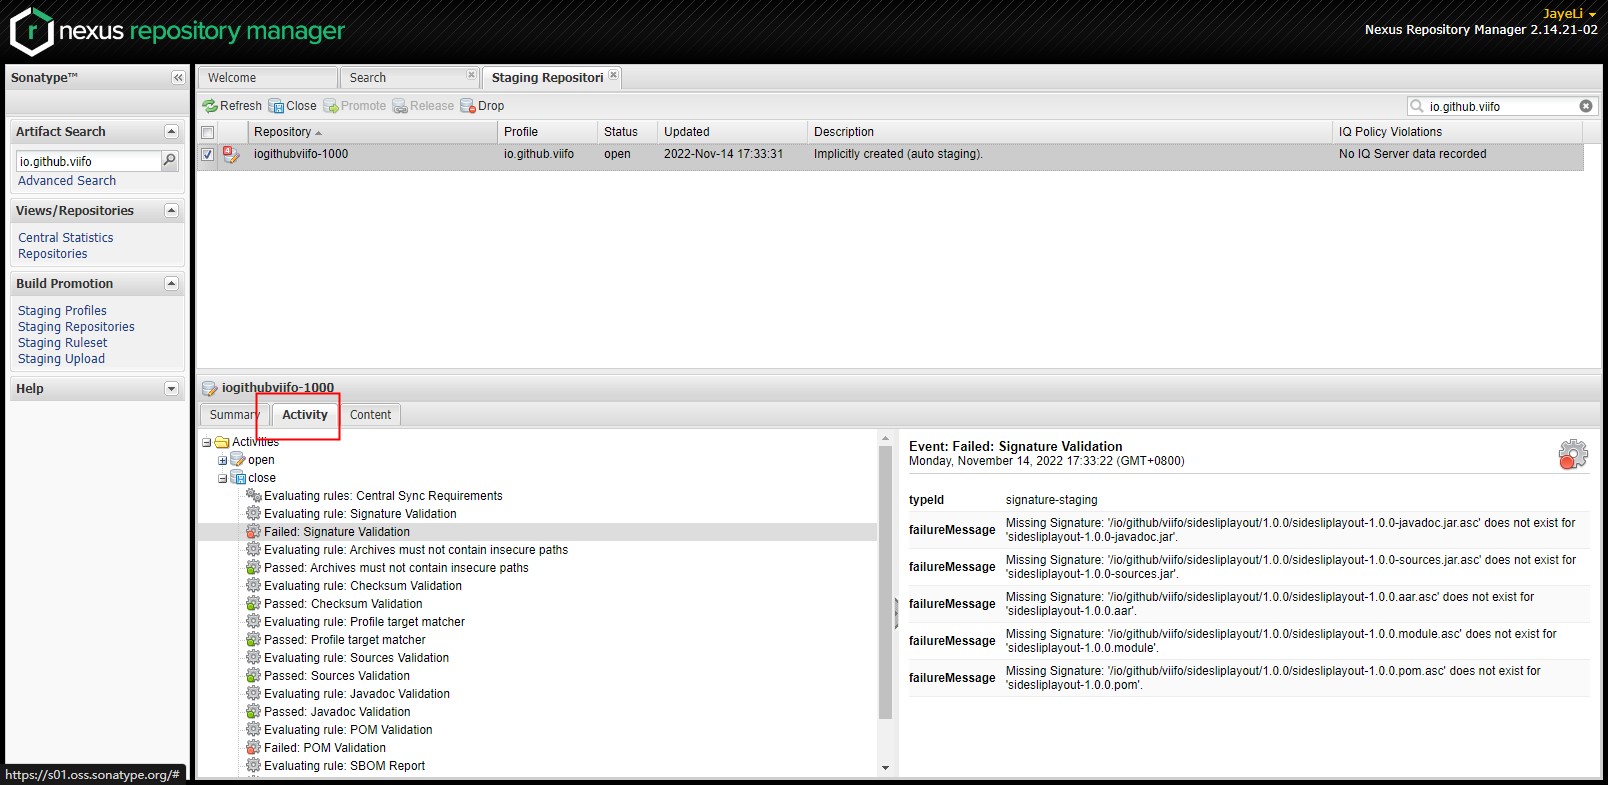 nexus repository manager
JayeLi
Nexus Repository Manager 2.14.21-02
Sonatype™
Artifact Search
io.github.viifo
Advanced Search
Views/Repositories
Central Statistics
Repositories
Build Promotion
Staging Profiles
Staging Repositories
Staging Ruleset
Staging Upload
Help
Welcome
Search
Staging Repositori
Refresh Close Promote Release Drop
io.github.viifo
Repository Profile Status Updated Description IQ Policy Violations
iogithubviifo-1000 io.github.viifo open 2022-Nov-14 17:33:31 Implicitly created (auto staging). No IQ Server data recorded
iogithubviifo-1000
Summary Activity Content
Activities
open
close
Evaluating rules: Central Sync Requirements
Evaluating rule: Signature Validation
Failed: Signature Validation
Evaluating rule: Archives must not contain insecure paths
Passed: Archives must not contain insecure paths
Evaluating rule: Checksum Validation
Passed: Checksum Validation
Evaluating rule: Profile target matcher
Passed: Profile target matcher
Evaluating rule: Sources Validation
Passed: Sources Validation
Evaluating rule: Javadoc Validation
Passed: Javadoc Validation
Evaluating rule: POM Validation
Failed: POM Validation
Evaluating rule: SBOM Report
Event: Failed: Signature Validation
Monday, November 14, 2022 17:33:22 (GMT+0800)
typeId signature-staging
failureMessage Missing Signature: '/io/github/viifo/sidesliplayout/1.0.0/sidesliplayout-1.0.0-javadoc.jar.asc' does not exist for
'sidesliplayout-1.0.0-javadoc.jar'.
failureMessage Missing Signature: '/io/github/viifo/sidesliplayout/1.0.0/sidesliplayout-1.0.0-sources.jar.asc' does not exist for
'sidesliplayout-1.0.0-sources.jar'.
failureMessage Missing Signature: '/io/github/viifo/sidesliplayout/1.0.0/sidesliplayout-1.0.0.aar.asc' does not exist for
'sidesliplayout-1.0.0.aar'.
failureMessage Missing Signature: '/io/github/viifo/sidesliplayout/1.0.0/sidesliplayout-1.0.0.module.asc' does not exist for
'sidesliplayout-1.0.0.module'.
failureMessage Missing Signature: '/io/github/viifo/sidesliplayout/1.0.0/sidesliplayout-1.0.0.pom.asc' does not exist for
'sidesliplayout-1.0.0.pom'.
https://s01.oss.sonatype.org/#